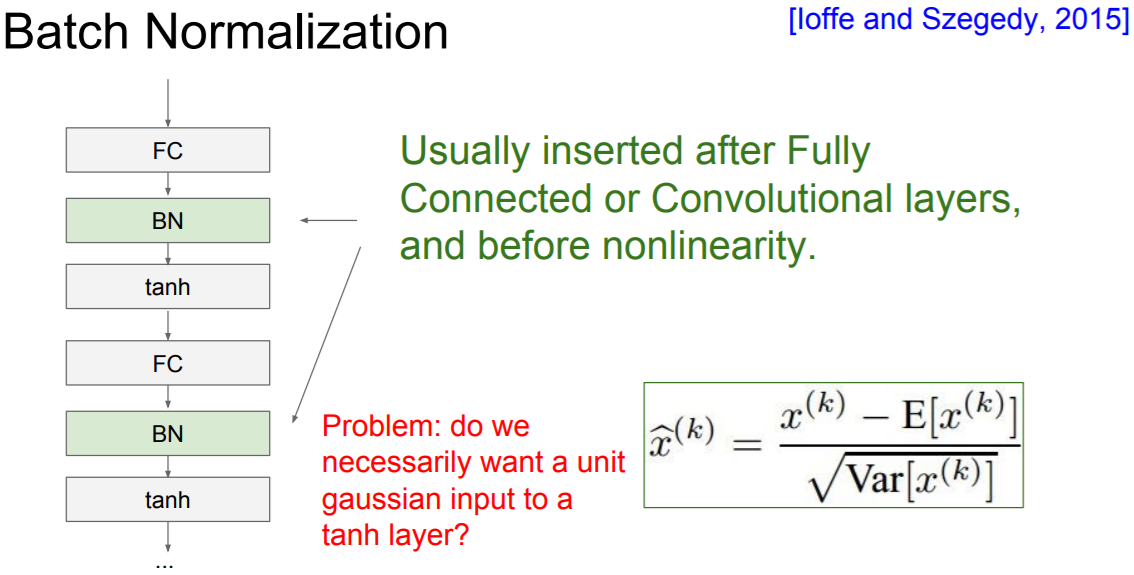 Batch Normalization
[Ioffe and Szegedy, 2015]
FC
BN
tanh
FC
BN
tanh
...
Usually inserted after Fully
Connected or Convolutional layers,
and before nonlinearity.
Problem: do we
necessarily want a unit
gaussian input to a
tanh layer?
$\widehat{x}^{(k)} = \frac{x^{(k)} - \mathrm{E}[x^{(k)}]}{\sqrt{\mathrm{Var}[x^{(k)}]}}$